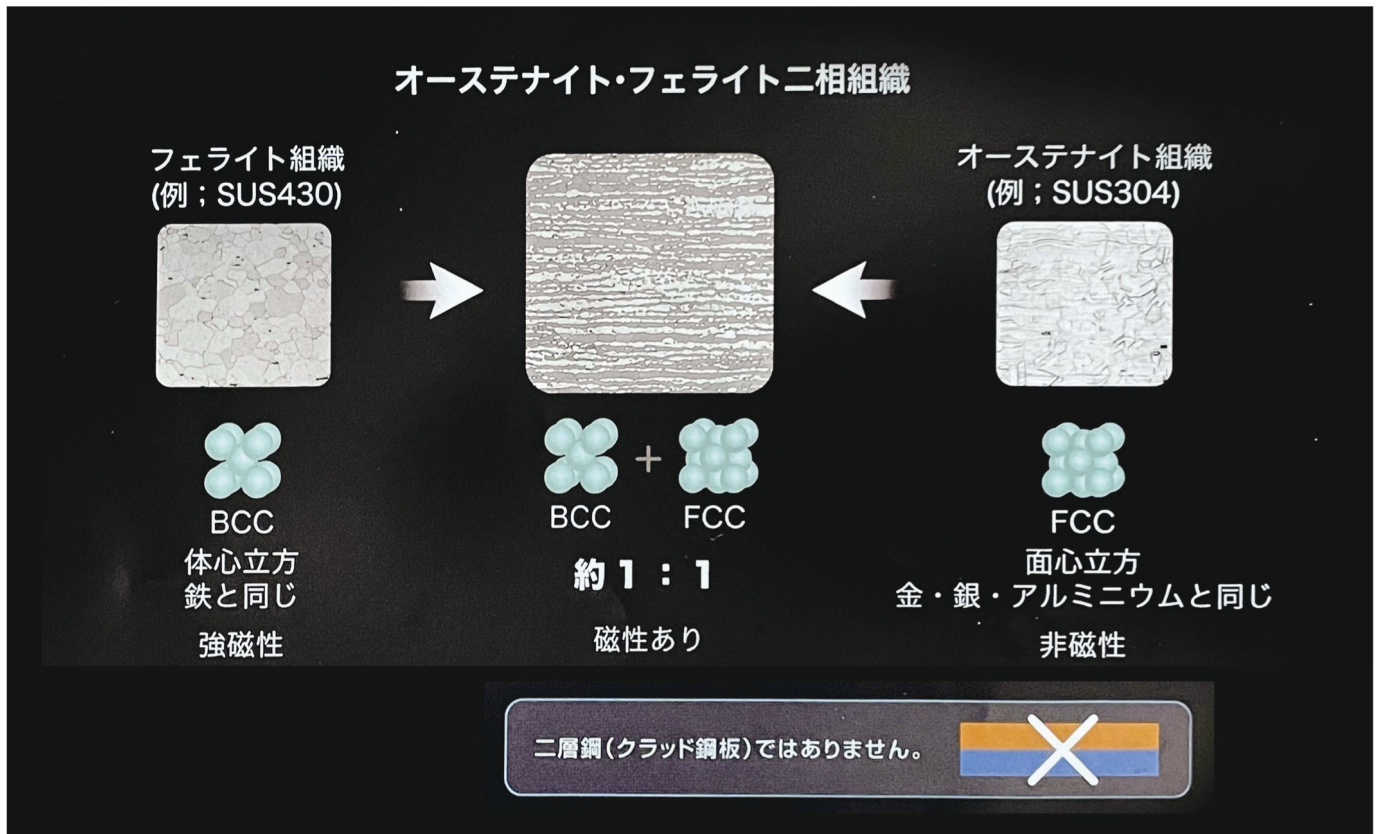 オーステナイト・フェライト二相組織
フェライト組織
(例；SUS430)
BCC
体心立方
鉄と同じ
強磁性
BCC + FCC
約1：1
磁性あり
オーステナイト組織
(例；SUS304)
FCC
面心立方
金・銀・アルミニウムと同じ
非磁性
二層鋼(クラッド鋼板)ではありません。